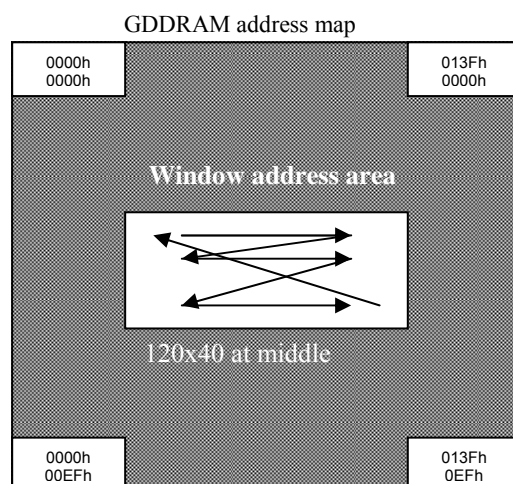 GDDRAM address map
0000h
0000h
013Fh
0000h
Window address area
120x40 at middle
0000h
00EFh
013Fh
0EFh